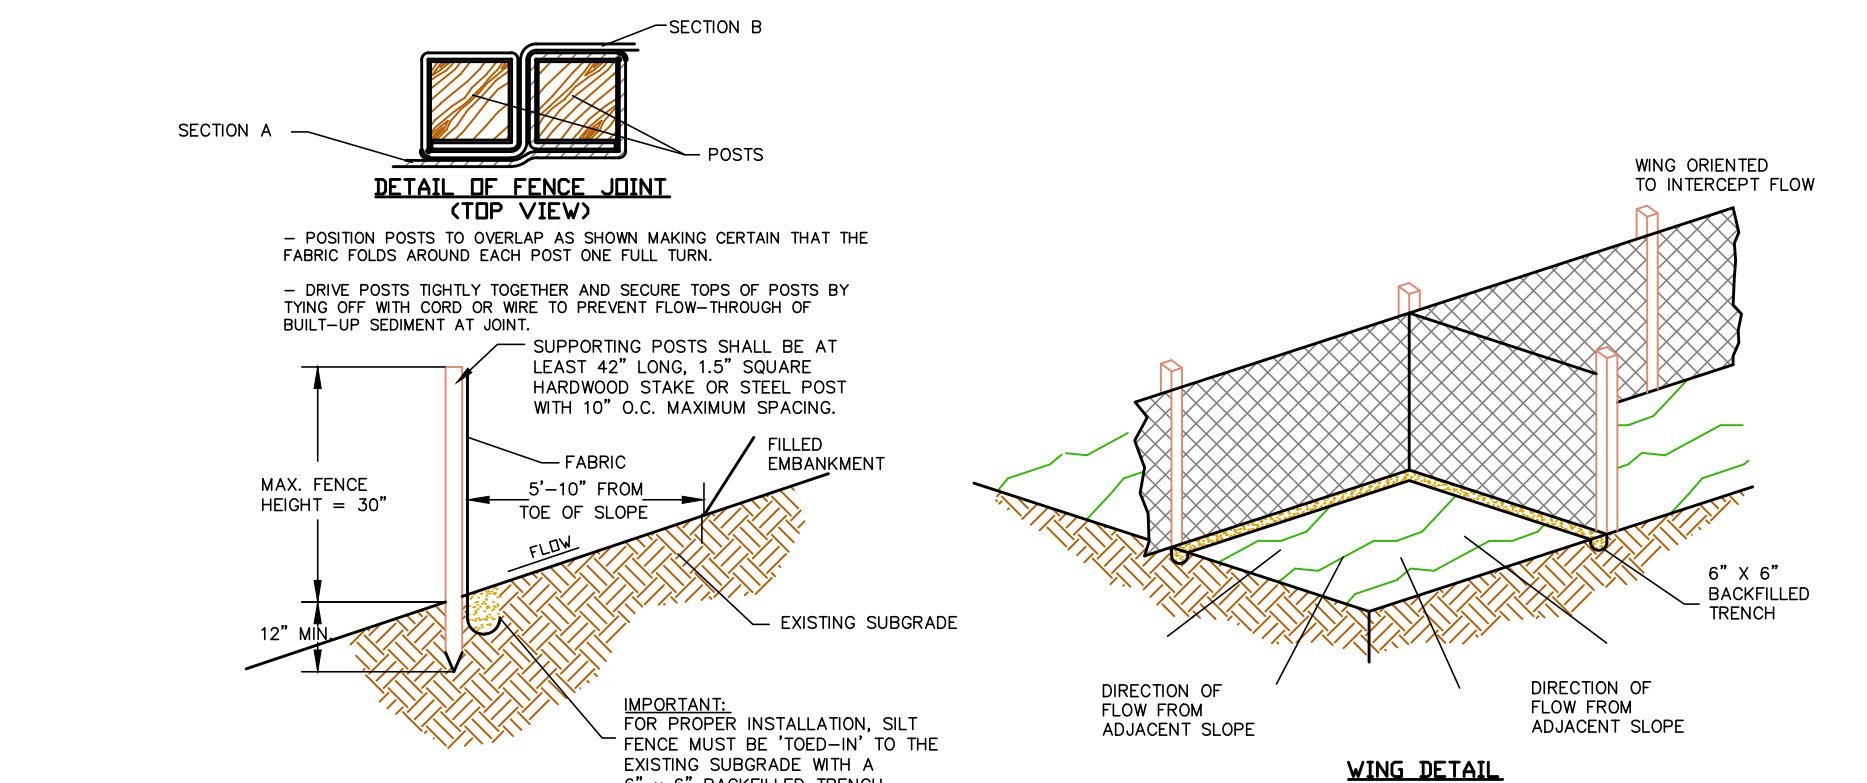 SECTION B
SECTION A
POSTS
DETAIL OF FENCE JOINT
(TOP VIEW)
– POSITION POSTS TO OVERLAP AS SHOWN MAKING CERTAIN THAT THE
FABRIC FOLDS AROUND EACH POST ONE FULL TURN.
– DRIVE POSTS TIGHTLY TOGETHER AND SECURE TOPS OF POSTS BY
TYING OFF WITH CORD OR WIRE TO PREVENT FLOW–THROUGH OF
BUILT–UP SEDIMENT AT JOINT.
SUPPORTING POSTS SHALL BE AT
LEAST 42" LONG, 1.5" SQUARE
HARDWOOD STAKE OR STEEL POST
WITH 10" O.C. MAXIMUM SPACING.
FILLED
EMBANKMENT
FABRIC
MAX. FENCE
HEIGHT = 30"
5'–10" FROM
TOE OF SLOPE
FLOW
12" MIN.
EXISTING SUBGRADE
IMPORTANT:
FOR PROPER INSTALLATION, SILT
FENCE MUST BE 'TOED–IN' TO THE
EXISTING SUBGRADE WITH A
6" x 6" BACKFILLED TRENCH
WING ORIENTED
TO INTERCEPT FLOW
6" X 6"
BACKFILLED
TRENCH
DIRECTION OF
FLOW FROM
ADJACENT SLOPE
DIRECTION OF
FLOW FROM
ADJACENT SLOPE
WING DETAIL